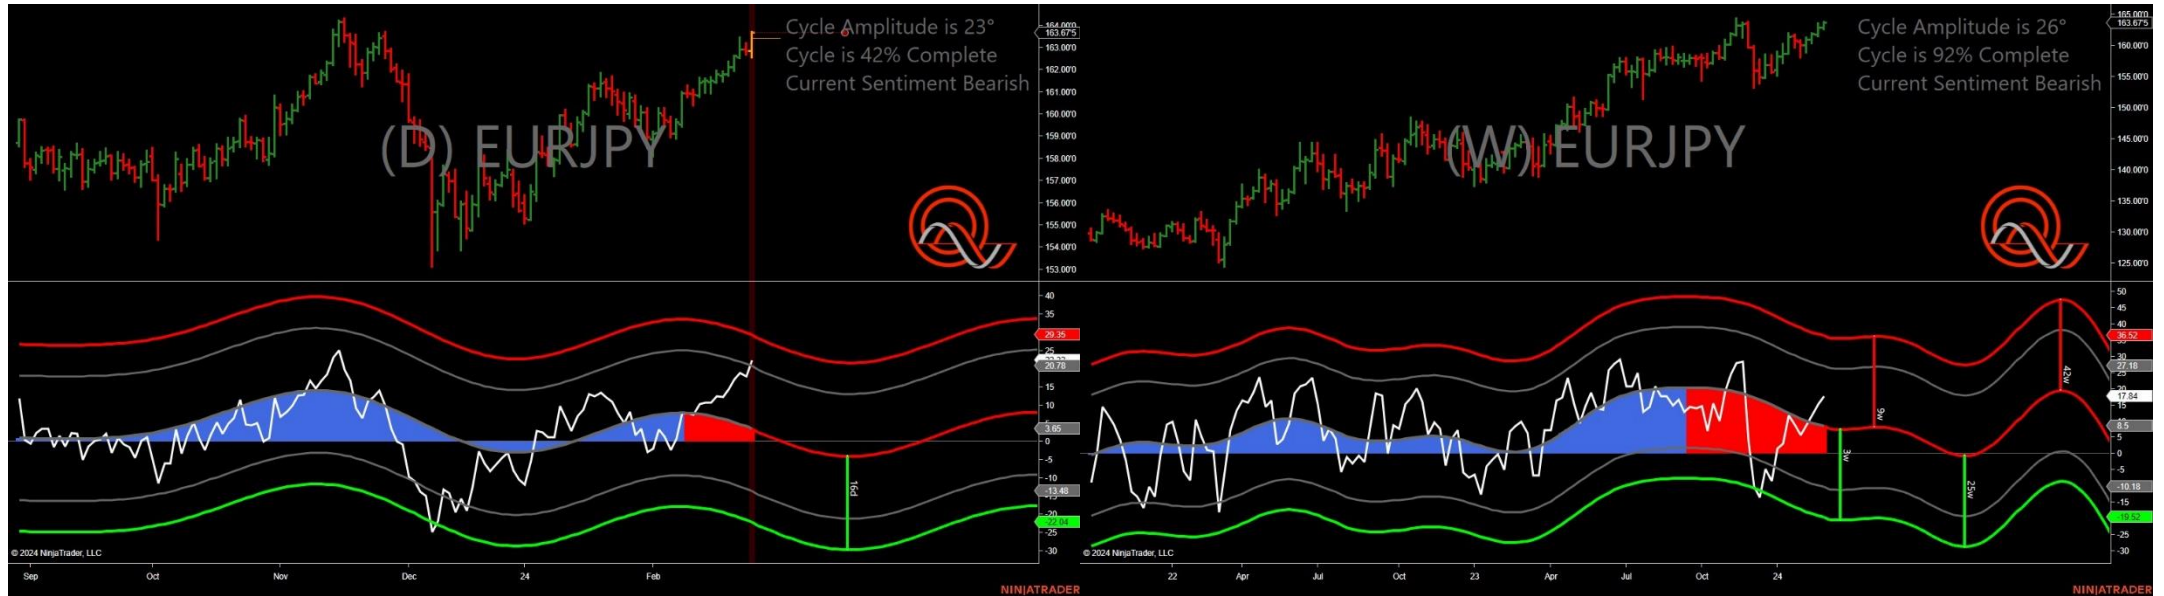 Cycle Amplitude is 23°
Cycle is 42% Complete
Current Sentiment Bearish
(D) EURJPY
164.00'0
163.67'5
163.00'0
162.00'0
161.00'0
160.00'0
159.00'0
158.00'0
157.00'0
156.00'0
155.00'0
154.00'0
153.00'0
40
35
29.35
25
20.78
15
10
5
3.65
0
-5
-10
-13.48
-20
-22.04
-25
-30
16d
© 2024 NinjaTrader, LLC
Sep
Oct
Nov
Dec
24
Feb
NINJATRADER
Cycle Amplitude is 26°
Cycle is 92% Complete
Current Sentiment Bearish
(W) EURJPY
165.00'0
163.67'5
160.00'0
155.00'0
150.00'0
145.00'0
140.00'0
135.00'0
130.00'0
125.00'0
50
45
40
36.52
30
27.18
25
20
17.84
15
8.5
5
0
-5
-10.18
-15
-19.52
-25
-30
3w
9w
25w
42w
© 2024 NinjaTrader, LLC
22
Apr
Jul
Oct
23
Apr
Jul
Oct
24
NINJATRADER